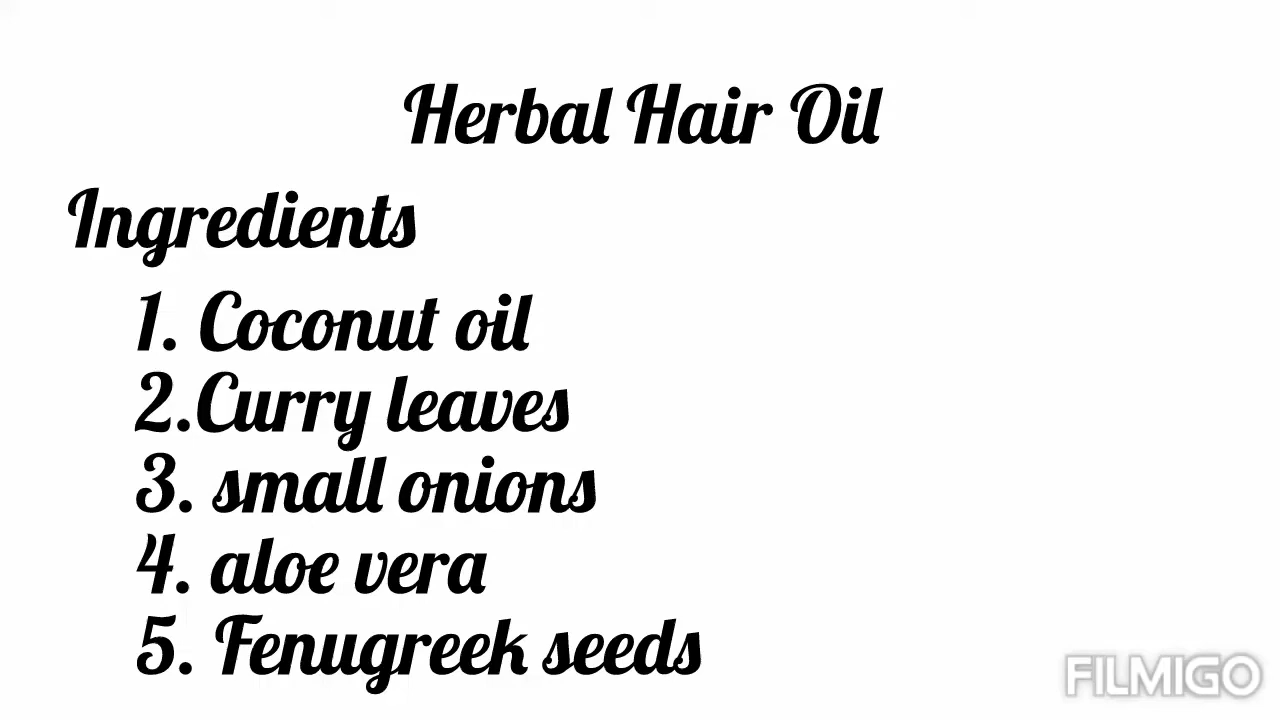 Herbal Hair Oil
Ingredients
1. Coconut oil
2.Curry leaves
3. small onions
4. aloe vera
5. Fenugreek seeds
FILMIGO